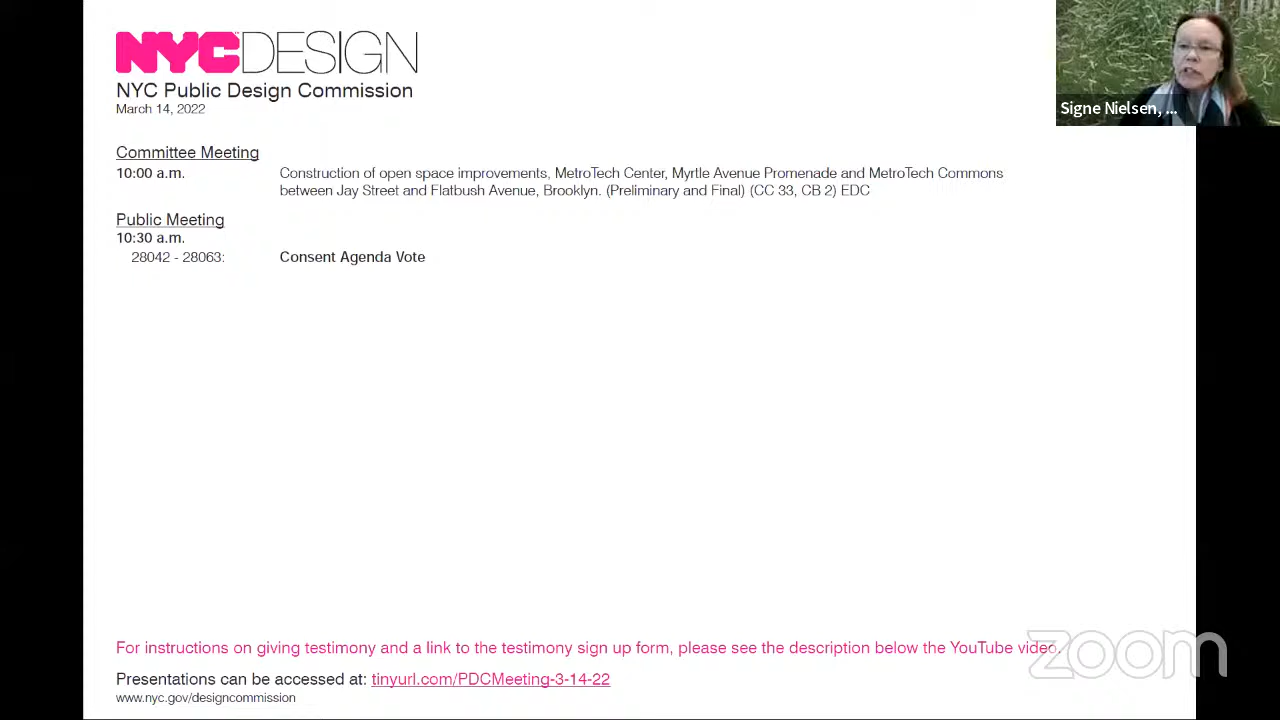 NYCDESIGN
NYC Public Design Commission
March 14, 2022
Signe Nielsen, ...
Committee Meeting
10:00 a.m. Construction of open space improvements, MetroTech Center, Myrtle Avenue Promenade and MetroTech Commons
between Jay Street and Flatbush Avenue, Brooklyn. (Preliminary and Final) (CC 33, CB 2) EDC
Public Meeting
10:30 a.m.
28042 - 28063: Consent Agenda Vote
For instructions on giving testimony and a link to the testimony sign up form, please see the description below the YouTube video.
Presentations can be accessed at: tinyurl.com/PDCMeeting-3-14-22
www.nyc.gov/designcommission
zoom